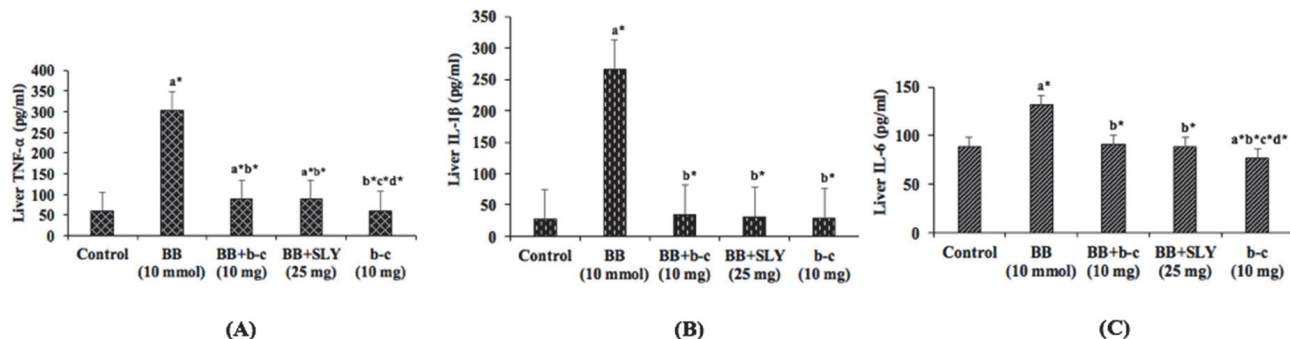 Liver TNF-α (pg/ml)
400
350
300
250
200
150
100
50
0
a*
a*b*
a*b*
b*c*d*
Control BB BB+b-c BB+SLY b-c
(10 mmol) (10 mg) (25 mg) (10 mg)
(A)
Liver IL-1β (pg/ml)
350
300
250
200
150
100
50
0
a*
b*
b*
b*
Control BB BB+b-c BB+SLY b-c
(10 mmol) (10 mg) (25 mg) (10 mg)
(B)
Liver IL-6 (pg/ml)
150
100
50
0
a*
b*
b*
a*b*c*d*
Control BB BB+b-c BB+SLY b-c
(10 mmol) (10 mg) (25 mg) (10 mg)
(C)